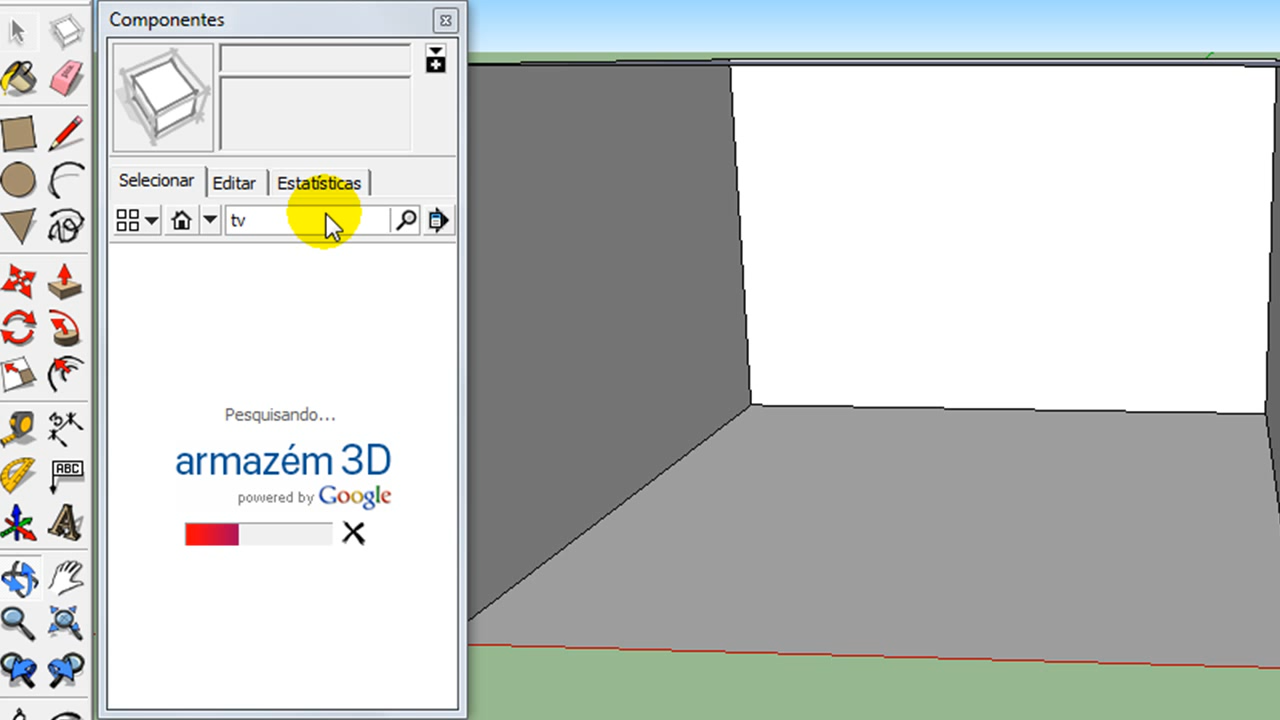 Componentes
Selecionar Editar Estatísticas
tv
Pesquisando...
armazém 3D
powered by Google
ABC